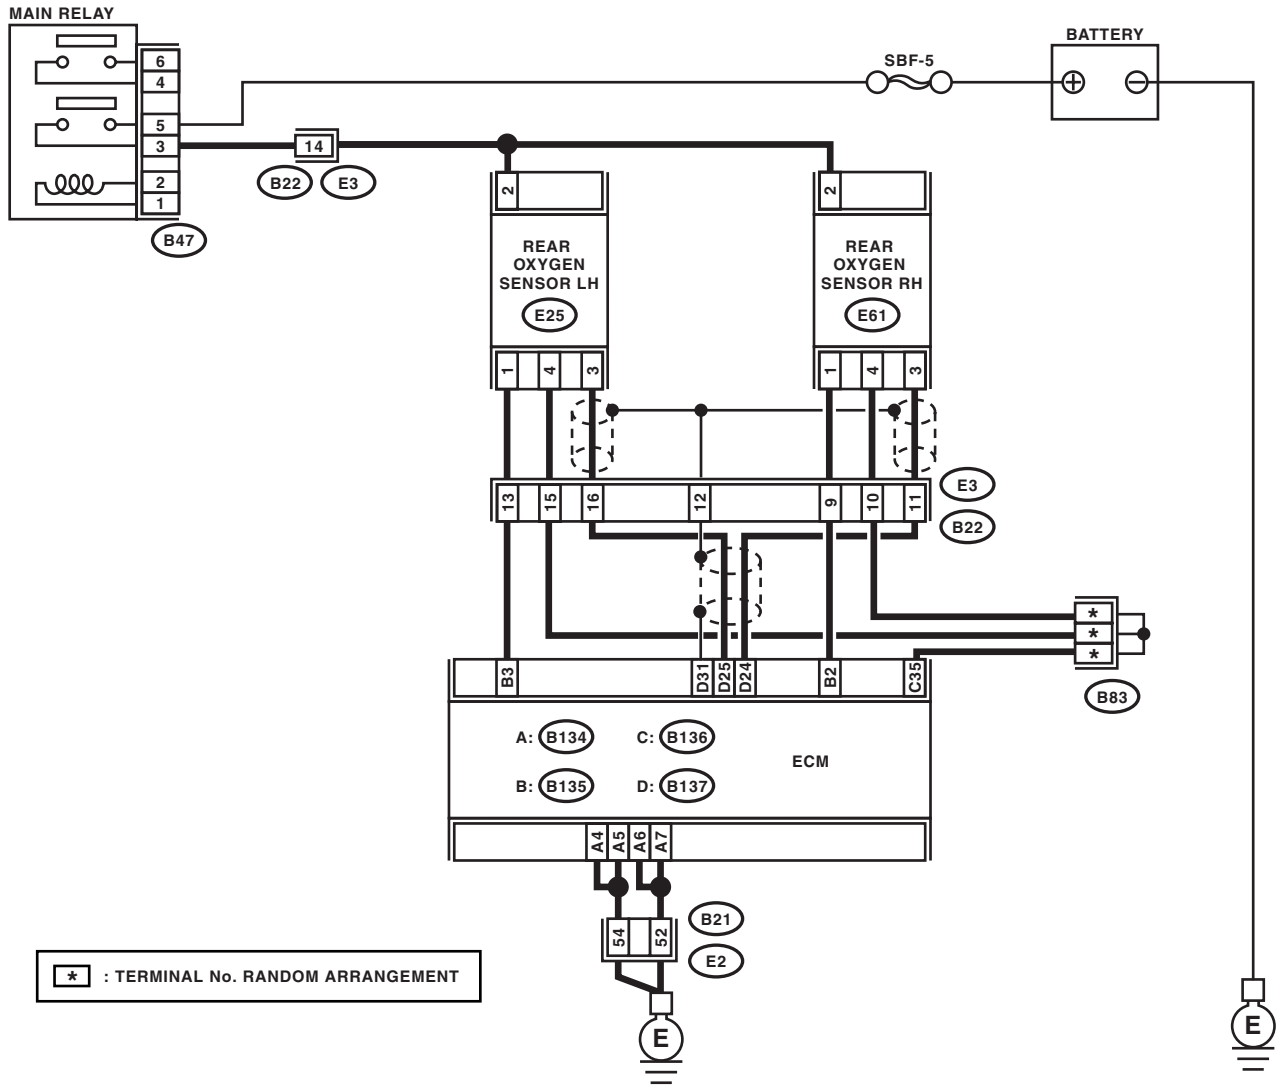 MAIN RELAY
BATTERY
SBF-5
6
4
5
3
2
1
14
B22 E3
B47
2 2
REAR
OXYGEN
SENSOR LH
E25
REAR
OXYGEN
SENSOR RH
E61
1 4 3 1 4 3
13 15 16 12 9 10 11
E3
B22
*
*
*
B83
B3 D31 D25 D24 B2 C35
A: B134 C: B136
B: B135 D: B137
ECM
A4 A5 A6 A7
54 52
B21
E2
* : TERMINAL No. RANDOM ARRANGEMENT
E
E